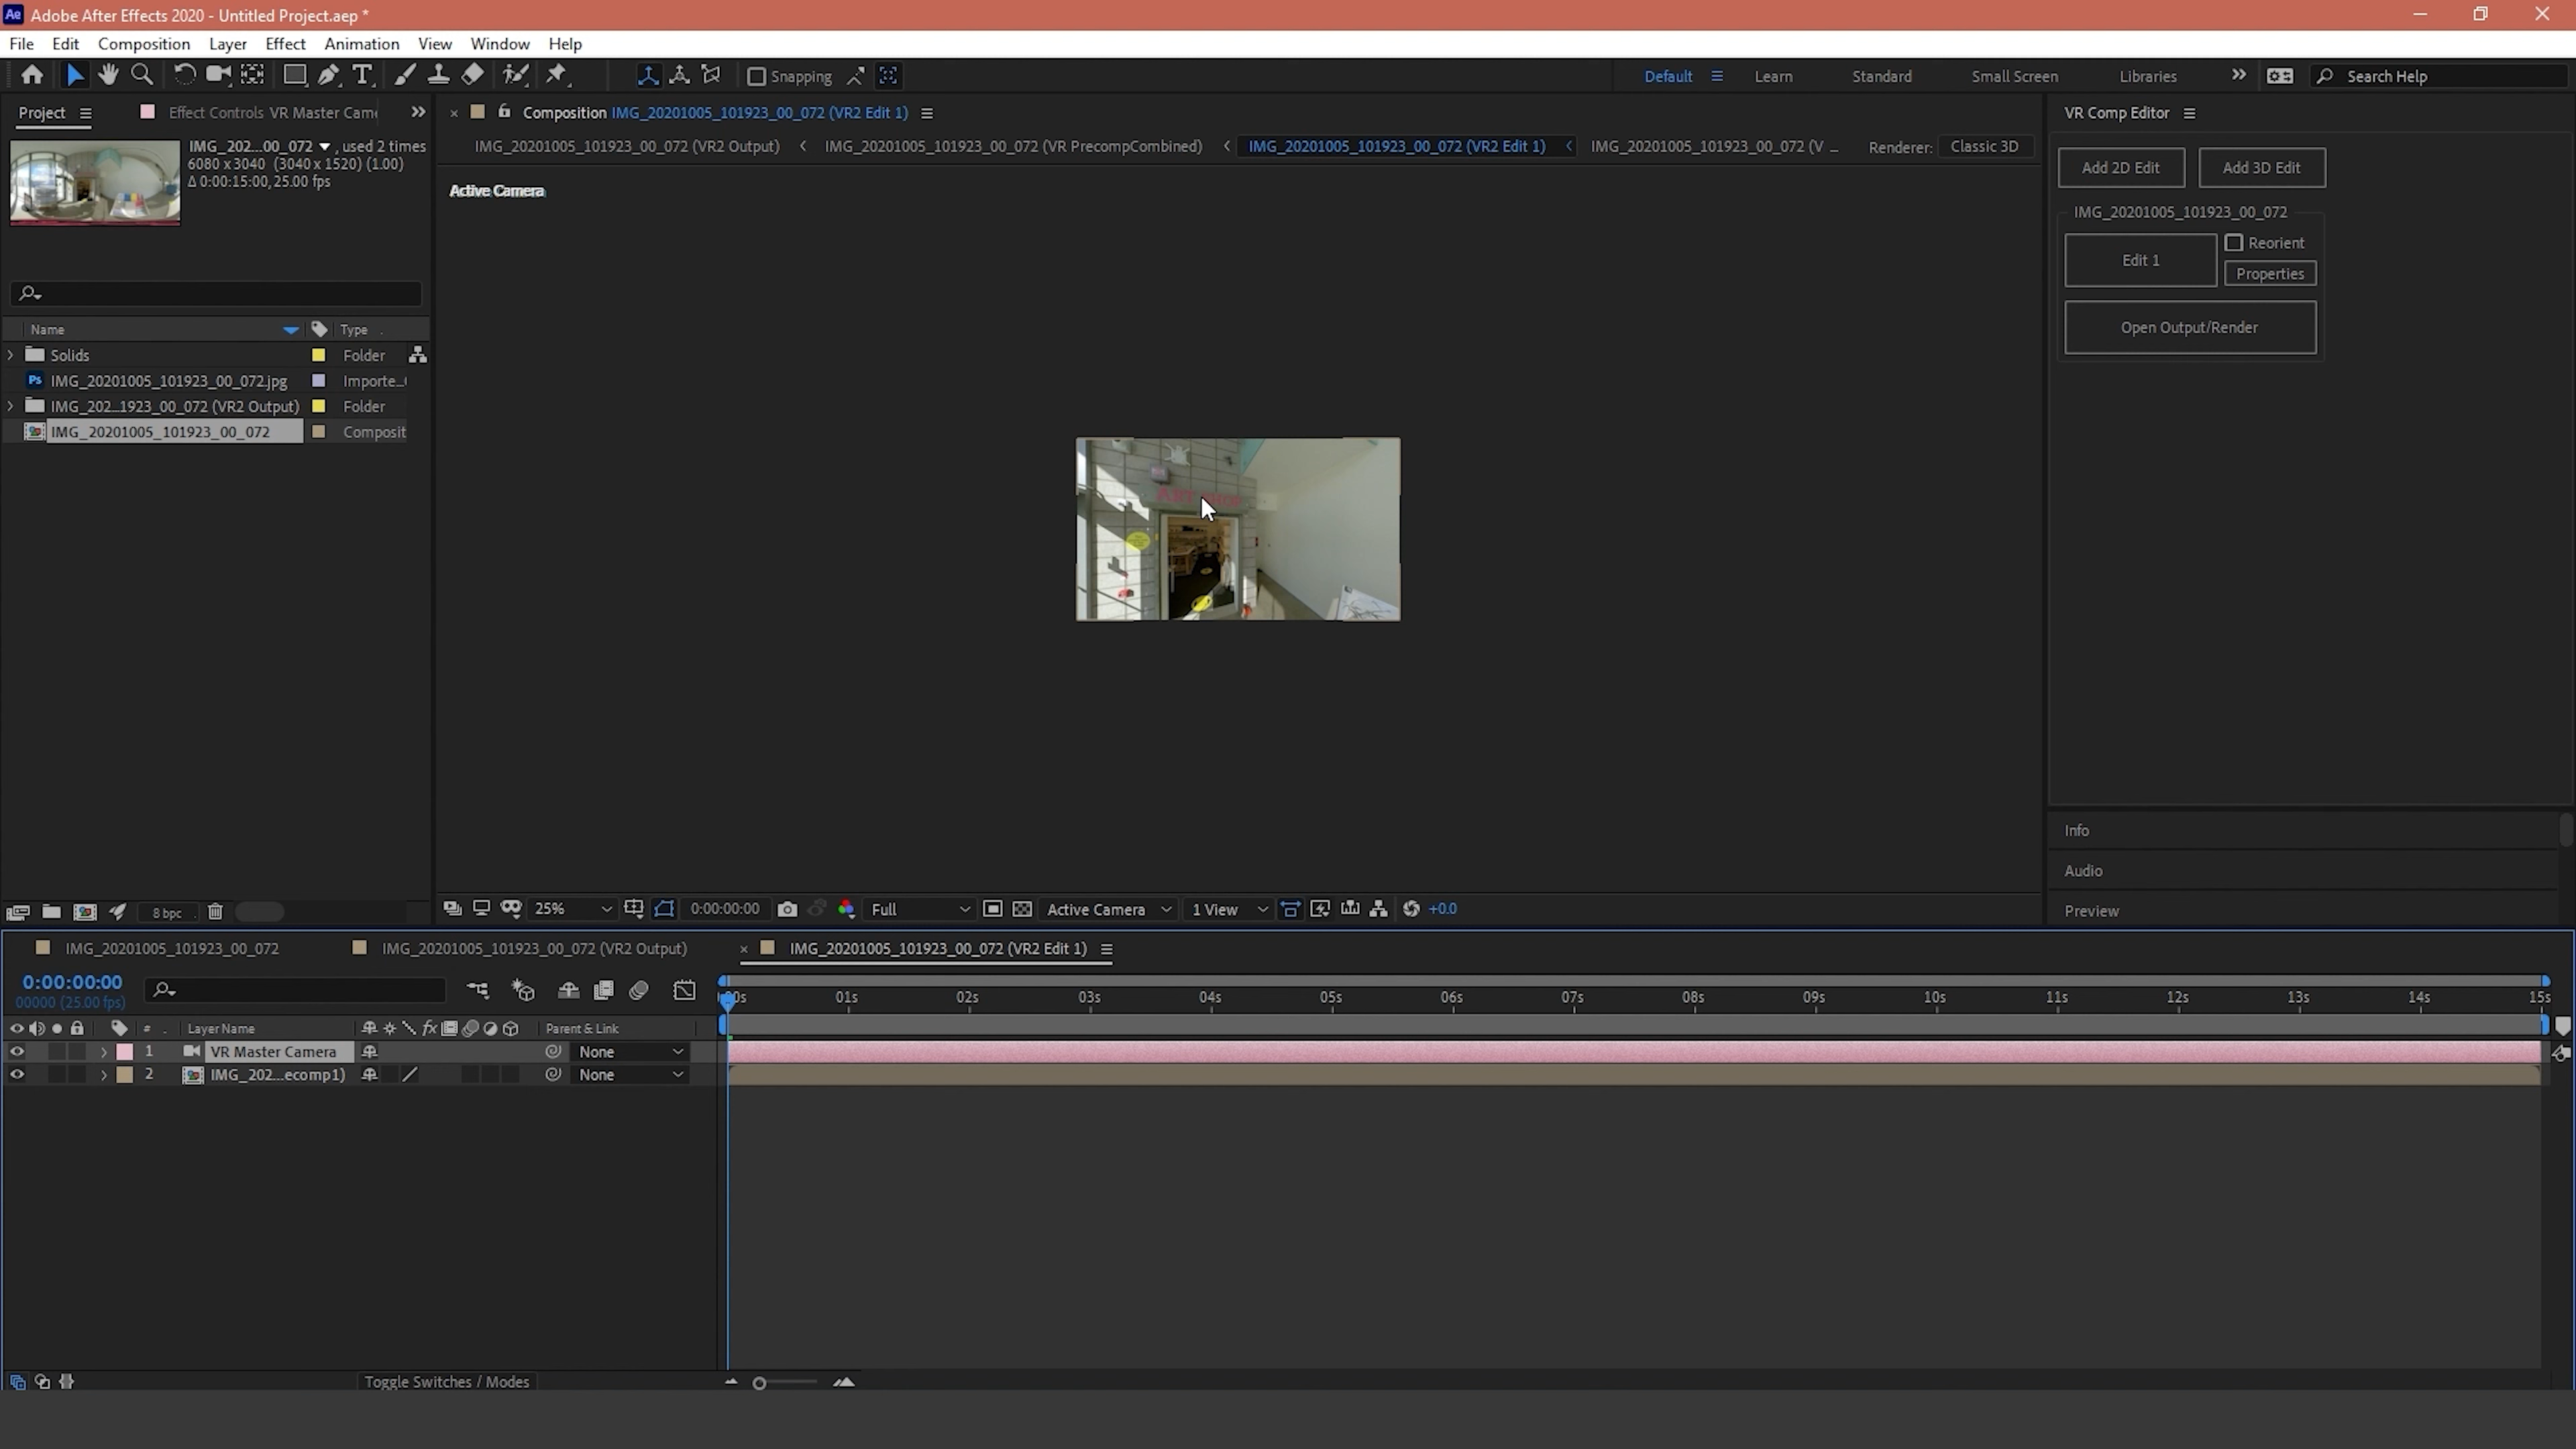 Ae Adobe After Effects 2020 - Untitled Project.aep *
File Edit Composition Layer Effect Animation View Window Help
Snapping
Default Learn Standard Small Screen Libraries Search Help
Project Effect Controls VR Master Came
Composition IMG_20201005_101923_00_072 (VR2 Edit 1)
VR Comp Editor
IMG_202...00_072 , used 2 times
6080 x 3040 (3040 x 1520) (1.00)
Δ 0:00:15:00, 25.00 fps
IMG_20201005_101923_00_072 (VR2 Output) IMG_20201005_101923_00_072 (VR PrecompCombined) IMG_20201005_101923_00_072 (VR2 Edit 1) IMG_20201005_101923_00_072 (V ...
Renderer: Classic 3D
Active Camera
Add 2D Edit Add 3D Edit
IMG_20201005_101923_00_072
Edit 1
Reorient
Properties
Open Output/Render
Name Type
Solids Folder
Ps IMG_20201005_101923_00_072.jpg Importe...
IMG_202...1923_00_072 (VR2 Output) Folder
IMG_20201005_101923_00_072 Composit
ART SHOP
Info
Audio
Preview
8 bpc
25% 0:00:00:00 Full Active Camera 1 View +0.0
IMG_20201005_101923_00_072 IMG_20201005_101923_00_072 (VR2 Output) IMG_20201005_101923_00_072 (VR2 Edit 1)
0:00:00:00
00000 (25.00 fps)
00s 01s 02s 03s 04s 05s 06s 07s 08s 09s 10s 11s 12s 13s 14s 15s
# Layer Name fx Parent & Link
1 VR Master Camera None
2 IMG_202...ecomp1) None
Toggle Switches / Modes